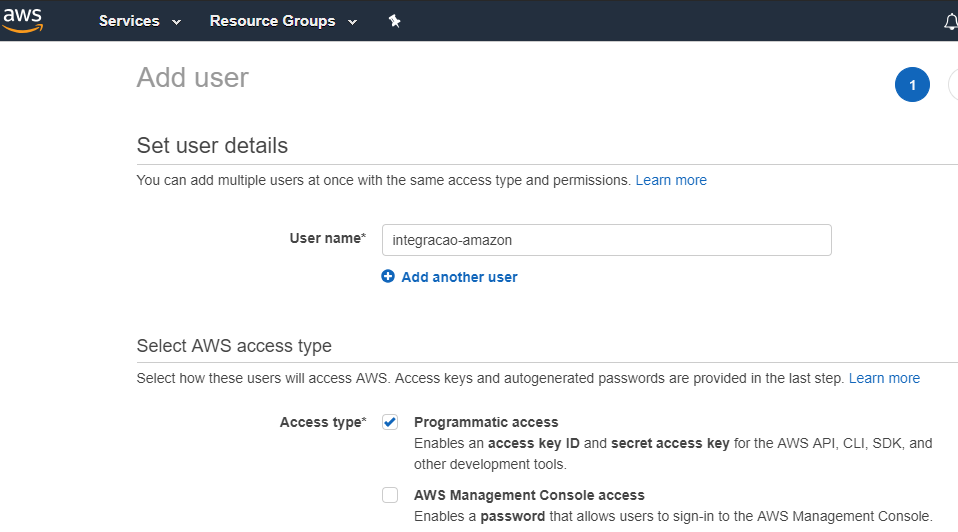 aws Services Resource Groups
Add user
1
Set user details
You can add multiple users at once with the same access type and permissions. Learn more
User name* integracao-amazon
Add another user
Select AWS access type
Select how these users will access AWS. Access keys and autogenerated passwords are provided in the last step. Learn more
Access type* Programmatic access
Enables an access key ID and secret access key for the AWS API, CLI, SDK, and
other development tools.
AWS Management Console access
Enables a password that allows users to sign-in to the AWS Management Console.